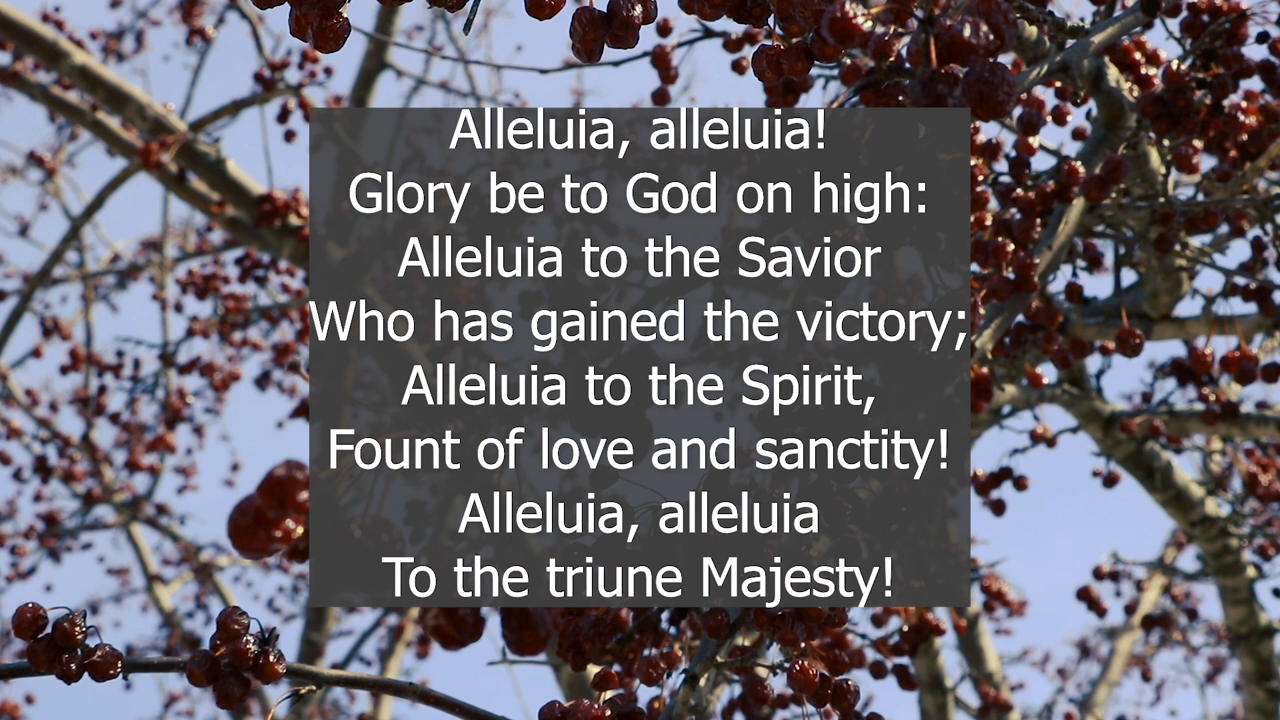 Alleluia, alleluia!
Glory be to God on high:
Alleluia to the Savior
Who has gained the victory;
Alleluia to the Spirit,
Fount of love and sanctity!
Alleluia, alleluia
To the triune Majesty!